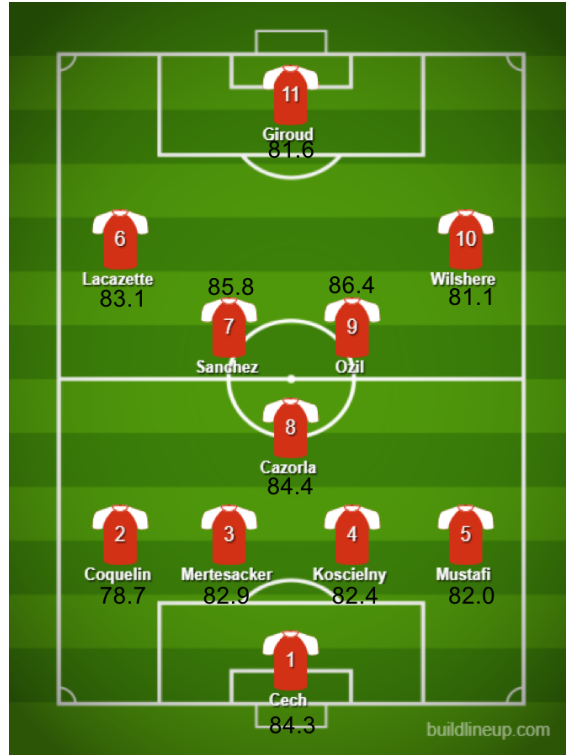 11
Giroud
81.6
6
Lacazette
83.1
10
Wilshere
81.1
85.8
7
Sanchez
86.4
9
Ozil
8
Cazorla
84.4
2
Coquelin
78.7
3
Mertesacker
82.9
4
Koscielny
82.4
5
Mustafi
82.0
1
Cech
84.3
buildlineup.com